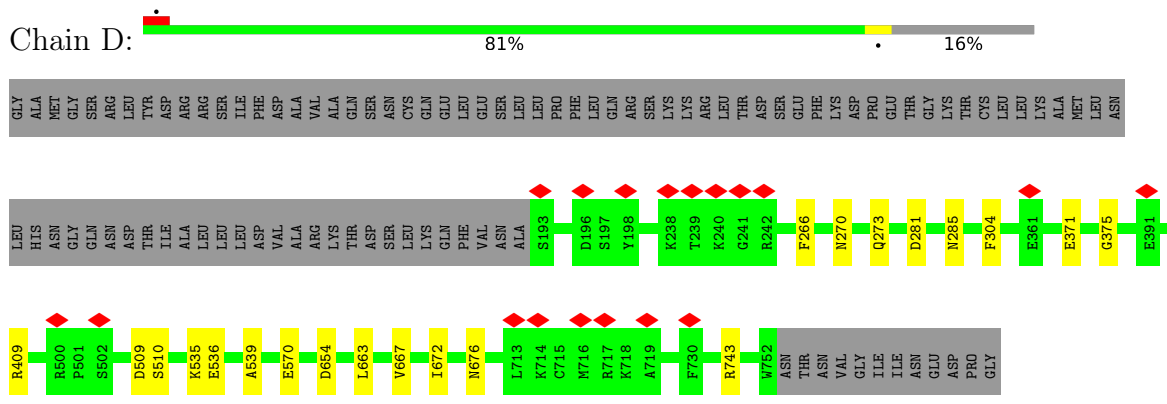 Chain D:
81%
16%
GLY ALA MET GLY SER ARG LEU TYR ASP ARG ARG SER ILE PHE ASP ALA VAL ALA GLN SER ASN CYS GLN GLU LEU GLU SER LEU LEU PRO PHE LEU GLN ARG SER LYS LYS ARG LEU THR ASP SER GLU PHE LYS ASP PRO GLU THR GLY LYS THR CYS LEU LEU LYS ALA MET LEU ASN
LEU HIS ASN GLY GLN ASN ASP THR ILE ALA LEU LEU LEU ASP VAL ALA ARG LYS THR ASP SER LEU LYS GLN PHE VAL ASN ALA S193 D196 S197 Y198 K238 T239 K240 G241 R242 F266 N270 Q273 D281 N285 F304 E361 E371 G375 E391
R409 R500 P501 S502 D509 S510 K535 E536 A539 E570 D654 L663 V667 I672 N676 L713 K714 C715 M716 R717 K718 A719 F730 R743 W752 ASN THR ASN VAL GLY ILE ILE ASN GLU ASP PRO GLY